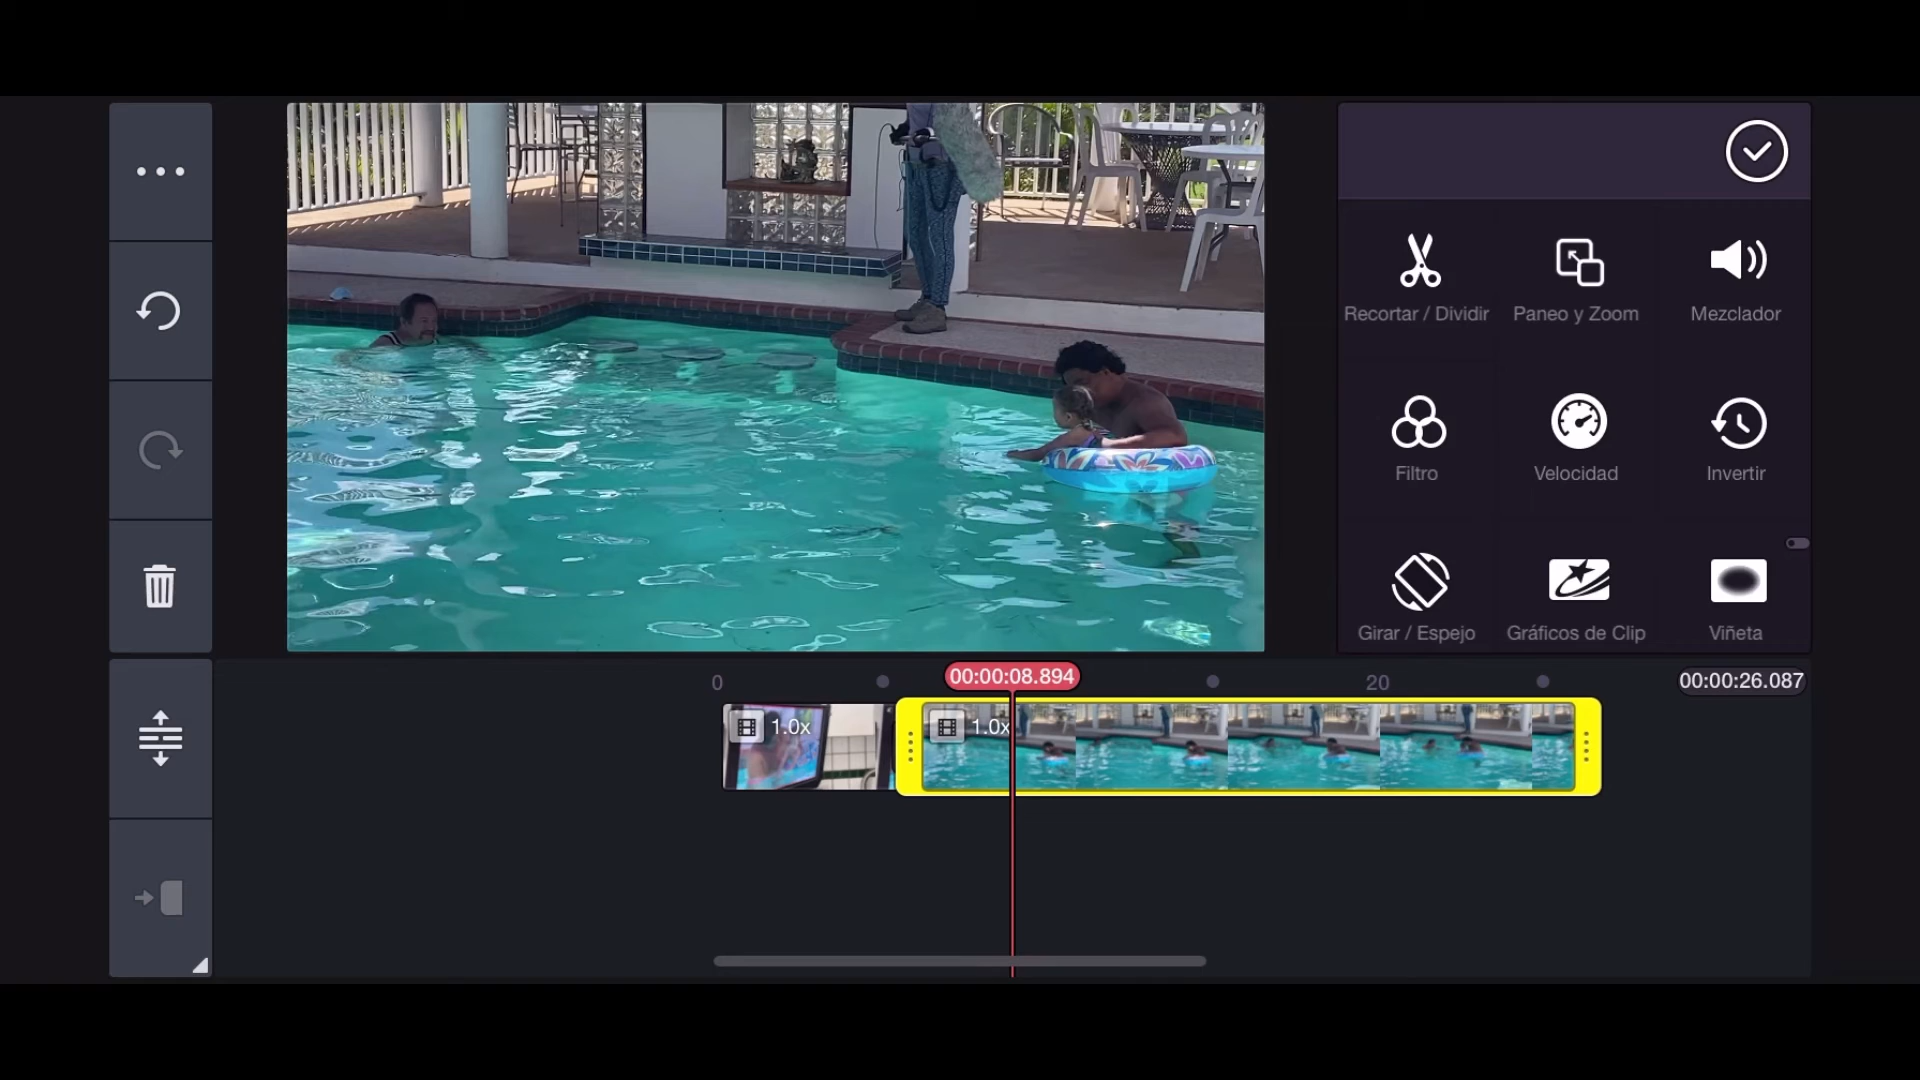 Recortar / Dividir
Paneo y Zoom
Mezclador
Filtro
Velocidad
Invertir
Girar / Espejo
Gráficos de Clip
Viñeta
0
00:00:08.894
20
00:00:26.087
1.0x
1.0x